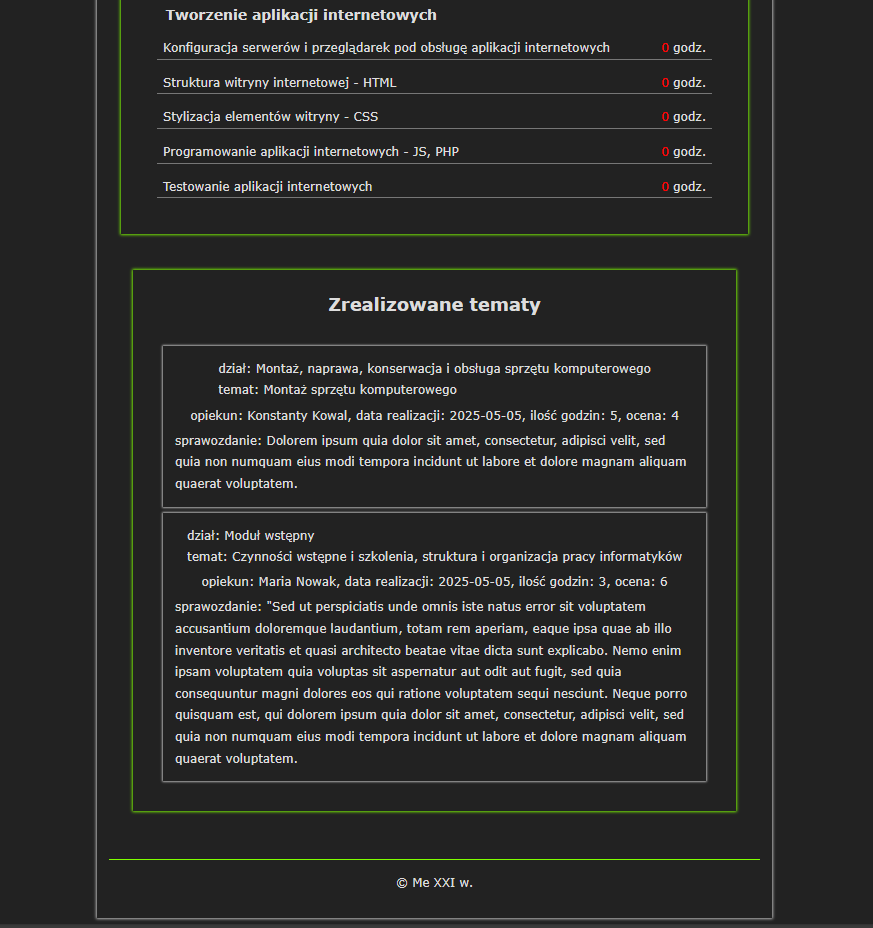 Tworzenie aplikacji internetowych
Konfiguracja serwerów i przeglądarek pod obsługę aplikacji internetowych 0 godz.
Struktura witryny internetowej - HTML 0 godz.
Stylizacja elementów witryny - CSS 0 godz.
Programowanie aplikacji internetowych - JS, PHP 0 godz.
Testowanie aplikacji internetowych 0 godz.
Zrealizowane tematy
dział: Montaż, naprawa, konserwacja i obsługa sprzętu komputerowego
temat: Montaż sprzętu komputerowego
opiekun: Konstanty Kowal, data realizacji: 2025-05-05, ilość godzin: 5, ocena: 4
sprawozdanie: Dolorem ipsum quia dolor sit amet, consectetur, adipisci velit, sed
quia non numquam eius modi tempora incidunt ut labore et dolore magnam aliquam
quaerat voluptatem.
dział: Moduł wstępny
temat: Czynności wstępne i szkolenia, struktura i organizacja pracy informatyków
opiekun: Maria Nowak, data realizacji: 2025-05-05, ilość godzin: 3, ocena: 6
sprawozdanie: "Sed ut perspiciatis unde omnis iste natus error sit voluptatem
accusantium doloremque laudantium, totam rem aperiam, eaque ipsa quae ab illo
inventore veritatis et quasi architecto beatae vitae dicta sunt explicabo. Nemo enim
ipsam voluptatem quia voluptas sit aspernatur aut odit aut fugit, sed quia
consequuntur magni dolores eos qui ratione voluptatem sequi nesciunt. Neque porro
quisquam est, qui dolorem ipsum quia dolor sit amet, consectetur, adipisci velit, sed
quia non numquam eius modi tempora incidunt ut labore et dolore magnam aliquam
quaerat voluptatem.
© Me XXI w.